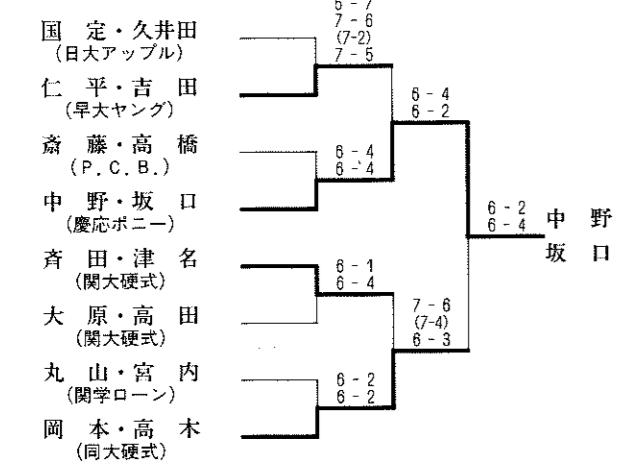 5 - 7
7 - 6
(7-2)
7 - 5
国 定・久井田
(日大アップル)
仁 平・吉 田
(早大ヤング)
6 - 4
6 - 2
斎 藤・高 橋
(P.C.B.)
6 - 4
6 - 4
中 野・坂 口
(慶応ポニー)
6 - 2
6 - 4
中 野
坂 口
斉 田・津 名
(関大硬式)
6 - 1
6 - 4
大 原・高 田
(関大硬式)
7 - 6
(7-4)
6 - 3
丸 山・宮 内
(関学ローン)
6 - 2
6 - 2
岡 本・高 木
(同大硬式)